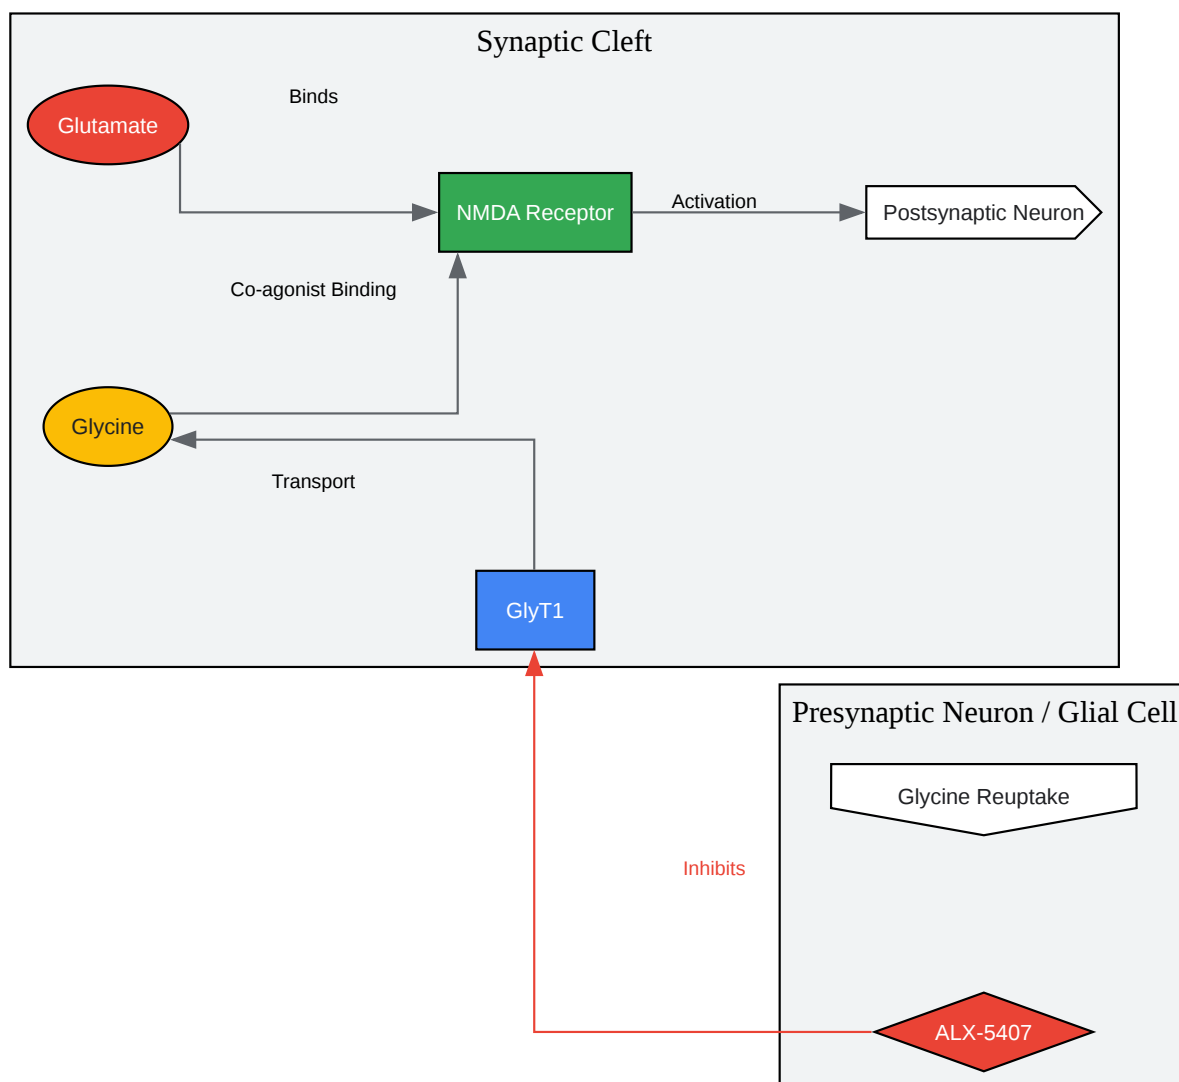 Synaptic Cleft
Binds
Glutamate
NMDA Receptor
Activation
Postsynaptic Neuron
Co-agonist Binding
Glycine
Transport
GlyT1
Presynaptic Neuron / Glial Cell
Glycine Reuptake
Inhibits
ALX-5407